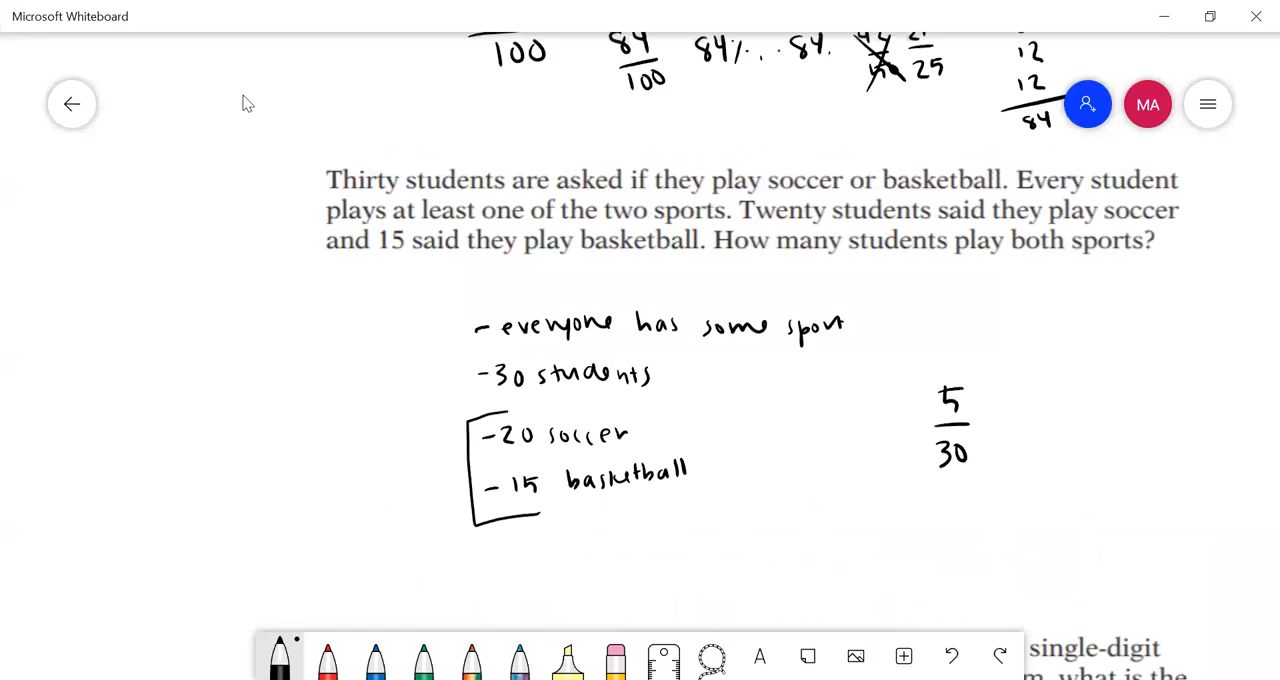 Microsoft Whiteboard
100
84
100
84%
84
25
12
12
84
MA
Thirty students are asked if they play soccer or basketball. Every student
plays at least one of the two sports. Twenty students said they play soccer
and 15 said they play basketball. How many students play both sports?
- everyone has some sport
- 30 students
- 20 soccer
- 15 basketball
5
30
A
single-digit
m, what is the